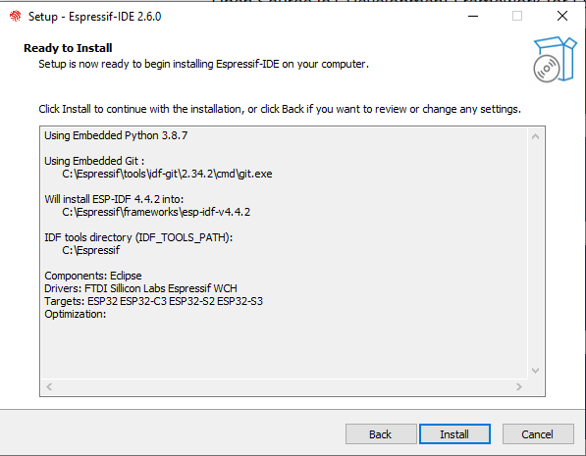 Setup - Espressif-IDE 2.6.0
Ready to Install
Setup is now ready to begin installing Espressif-IDE on your computer.
Click Install to continue with the installation, or click Back if you want to review or change any settings.
Using Embedded Python 3.8.7
Using Embedded Git :
C:\Espressif\tools\idf-git\2.34.2\cmd\git.exe
Will install ESP-IDF 4.4.2 into:
C:\Espressif\frameworks\esp-idf-v4.4.2
IDF tools directory (IDF_TOOLS_PATH):
C:\Espressif
Components: Eclipse
Drivers: FTDI Sillicon Labs Espressif WCH
Targets: ESP32 ESP32-C3 ESP32-S2 ESP32-S3
Optimization:
Back
Install
Cancel